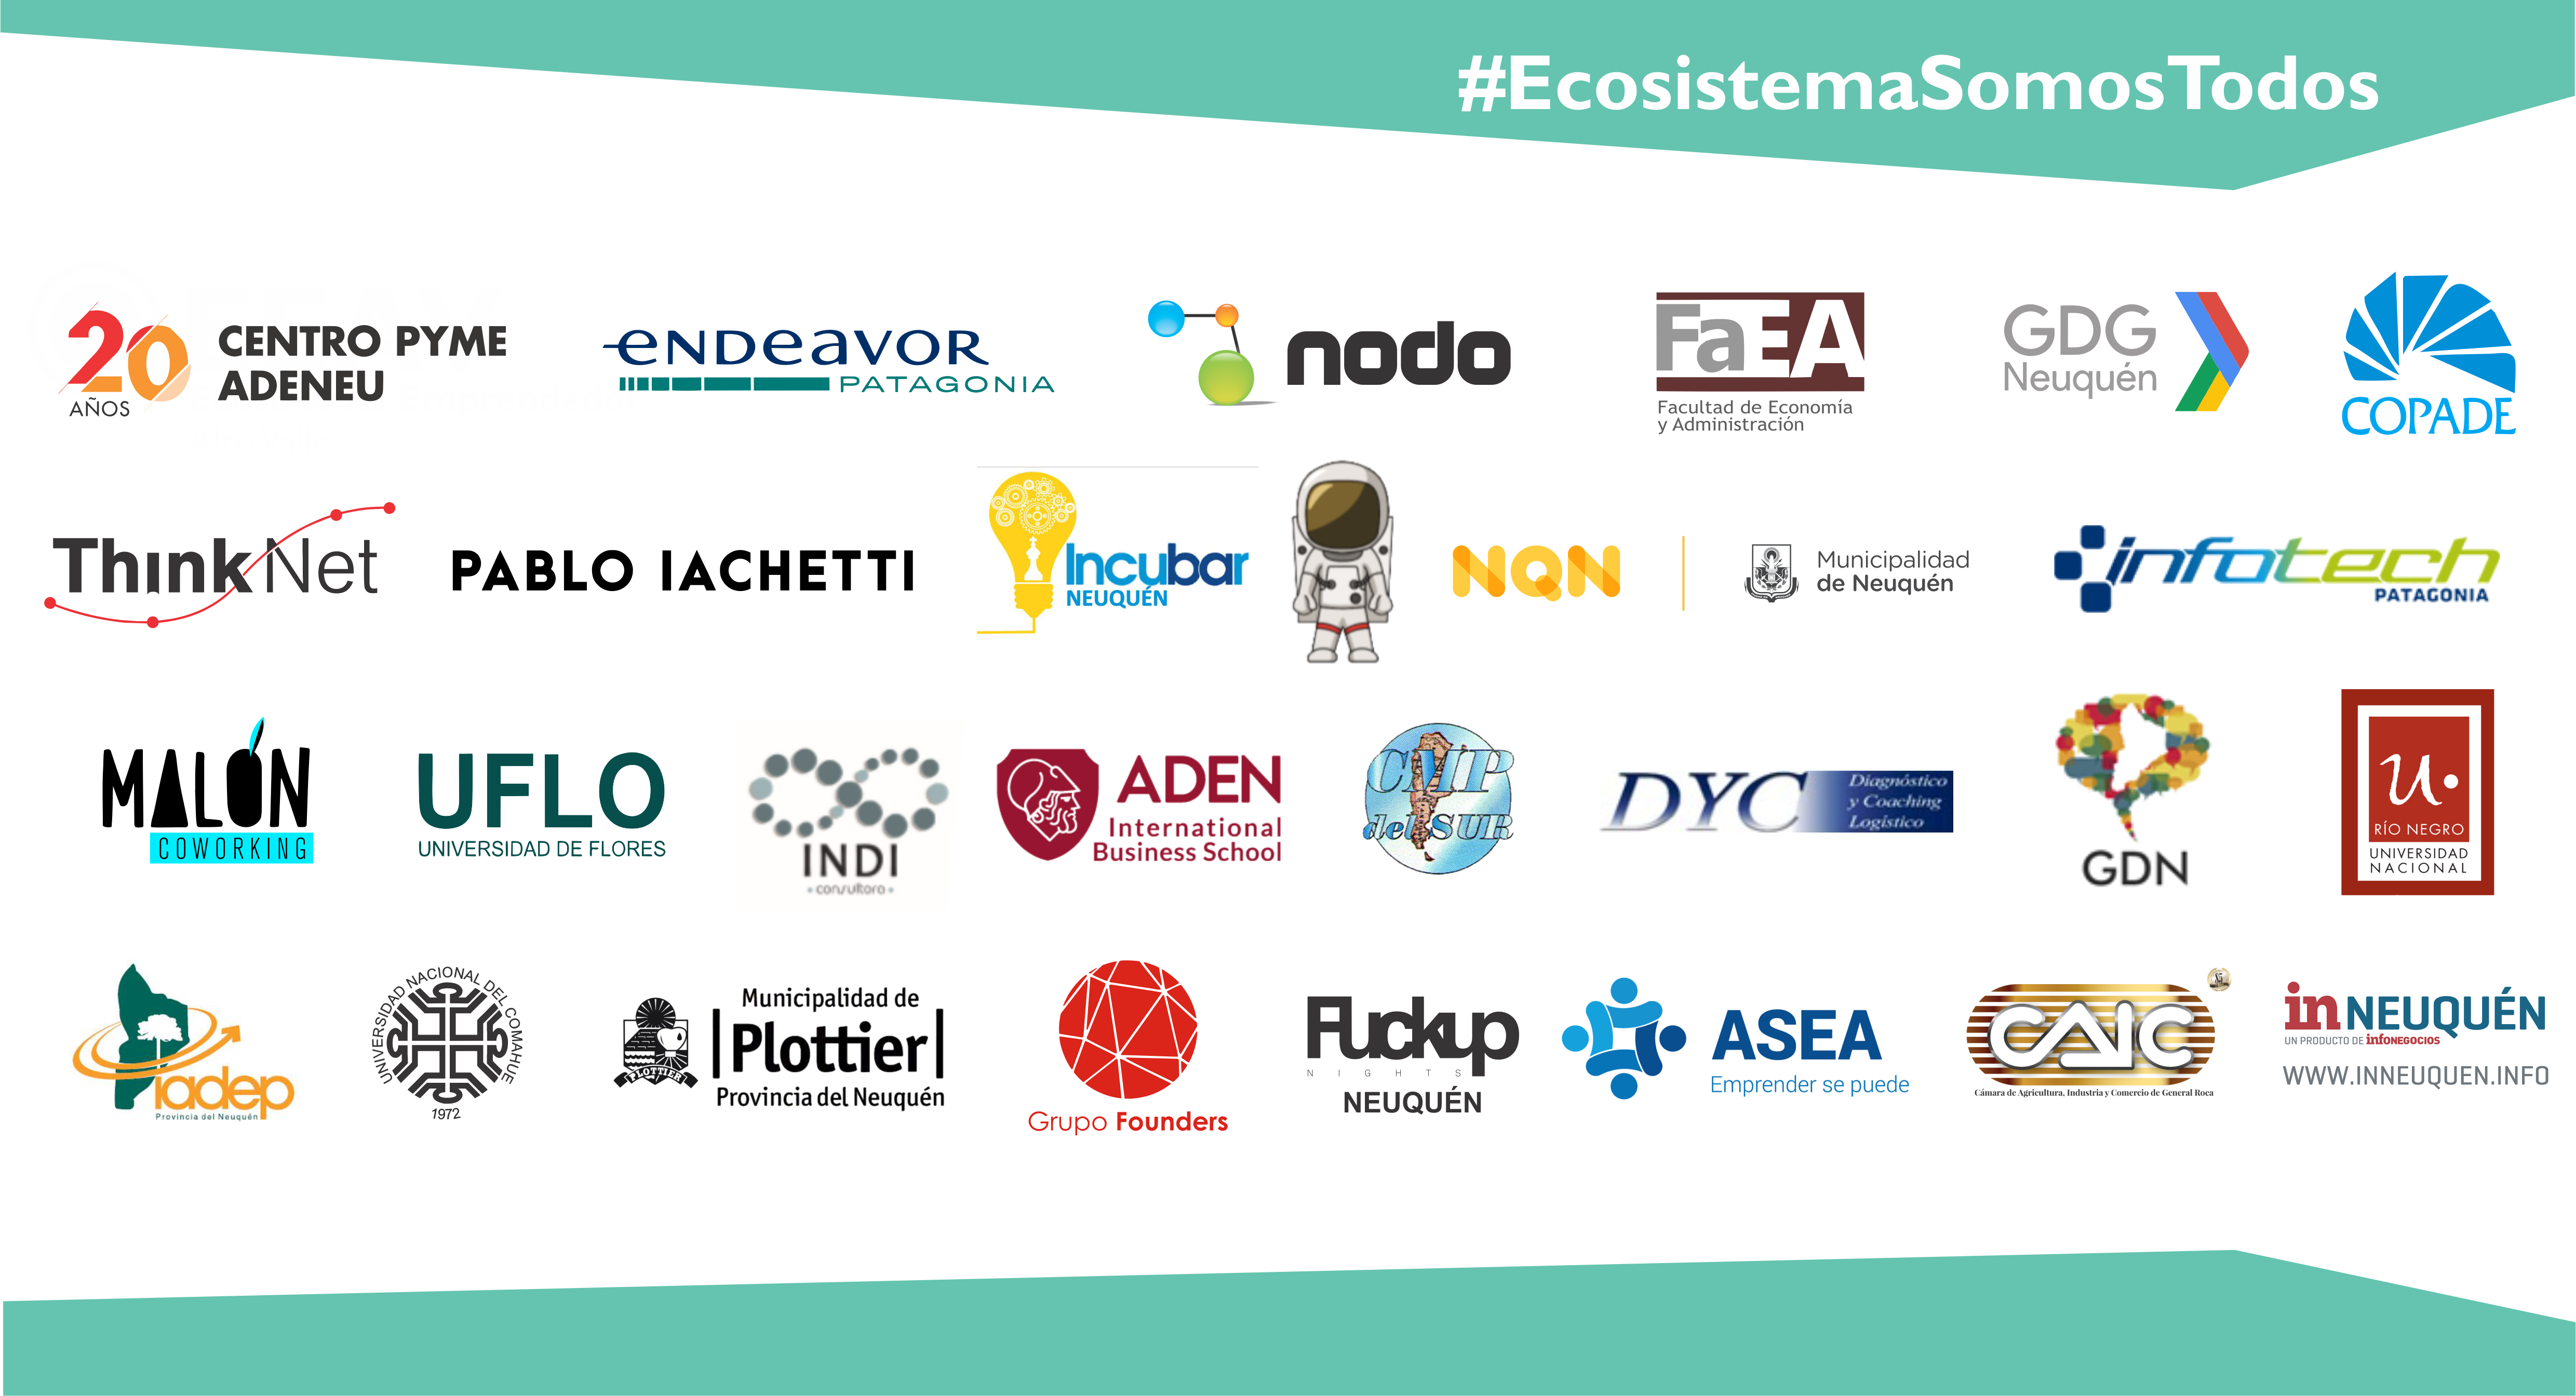 #EcosistemaSomosTodos
20
AÑOS
CENTRO PYME
ADENEU
ENDEAVOR
PATAGONIA
nodo
FaEA
Facultad de Economía
y Administración
GDG
Neuquén
COPADE
ThinkNet
PABLO IACHETTI
Incubar
NEUQUÉN
NQN
Municipalidad
de Neuquén
infotech
PATAGONIA
MALÓN
COWORKING
UFLO
UNIVERSIDAD DE FLORES
INDI
consultora
ADEN
International
Business School
CMP
del SUR
DYC
Diagnóstico
y Coaching
Logístico
GDN
u.
RÍO NEGRO
UNIVERSIDAD
NACIONAL
iadep
Provincia del Neuquén
UNIVERSIDAD NACIONAL DEL COMAHUE
1972
PLOTTIER
Municipalidad de
Plottier
Provincia del Neuquén
Grupo Founders
Fuckup
NIGHTS
NEUQUÉN
ASEA
Emprender se puede
CAIC
Cámara de Agricultura, Industria y Comercio de General Roca
inNEUQUÉN
UN PRODUCTO DE infoNEGOCIOS
WWW.INNEUQUEN.INFO